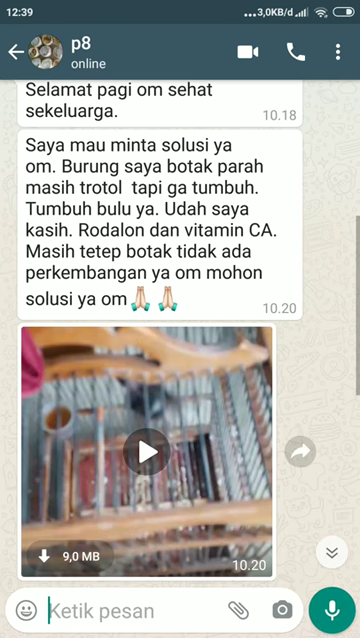 12:39
...3,0KB/d
p8
online
Selamat pagi om sehat
sekeluarga.
10.18
Saya mau minta solusi ya
om. Burung saya botak parah
masih trotol  tapi ga tumbuh.
Tumbuh bulu ya. Udah saya
kasih. Rodalon dan vitamin CA.
Masih tetep botak tidak ada
perkembangan ya om mohon
solusi ya om🙏🏻 🙏🏻
10.20
9,0 MB
10.20
Ketik pesan